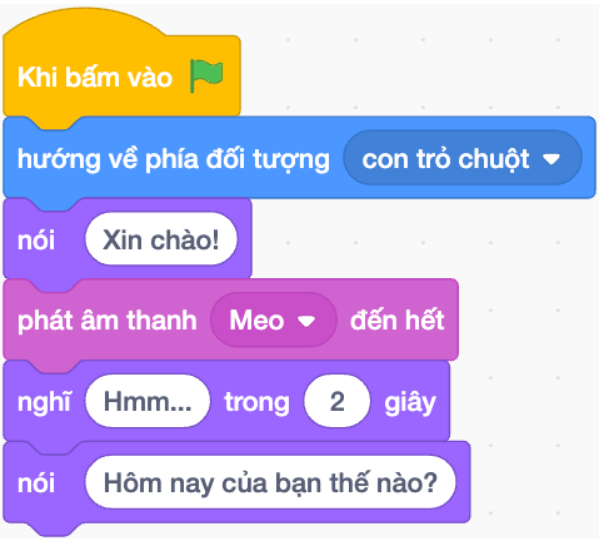 Khi bấm vào
hướng về phía đối tượng con trỏ chuột
nói Xin chào!
phát âm thanh Meo đến hết
nghĩ Hmm... trong 2 giây
nói Hôm nay của bạn thế nào?